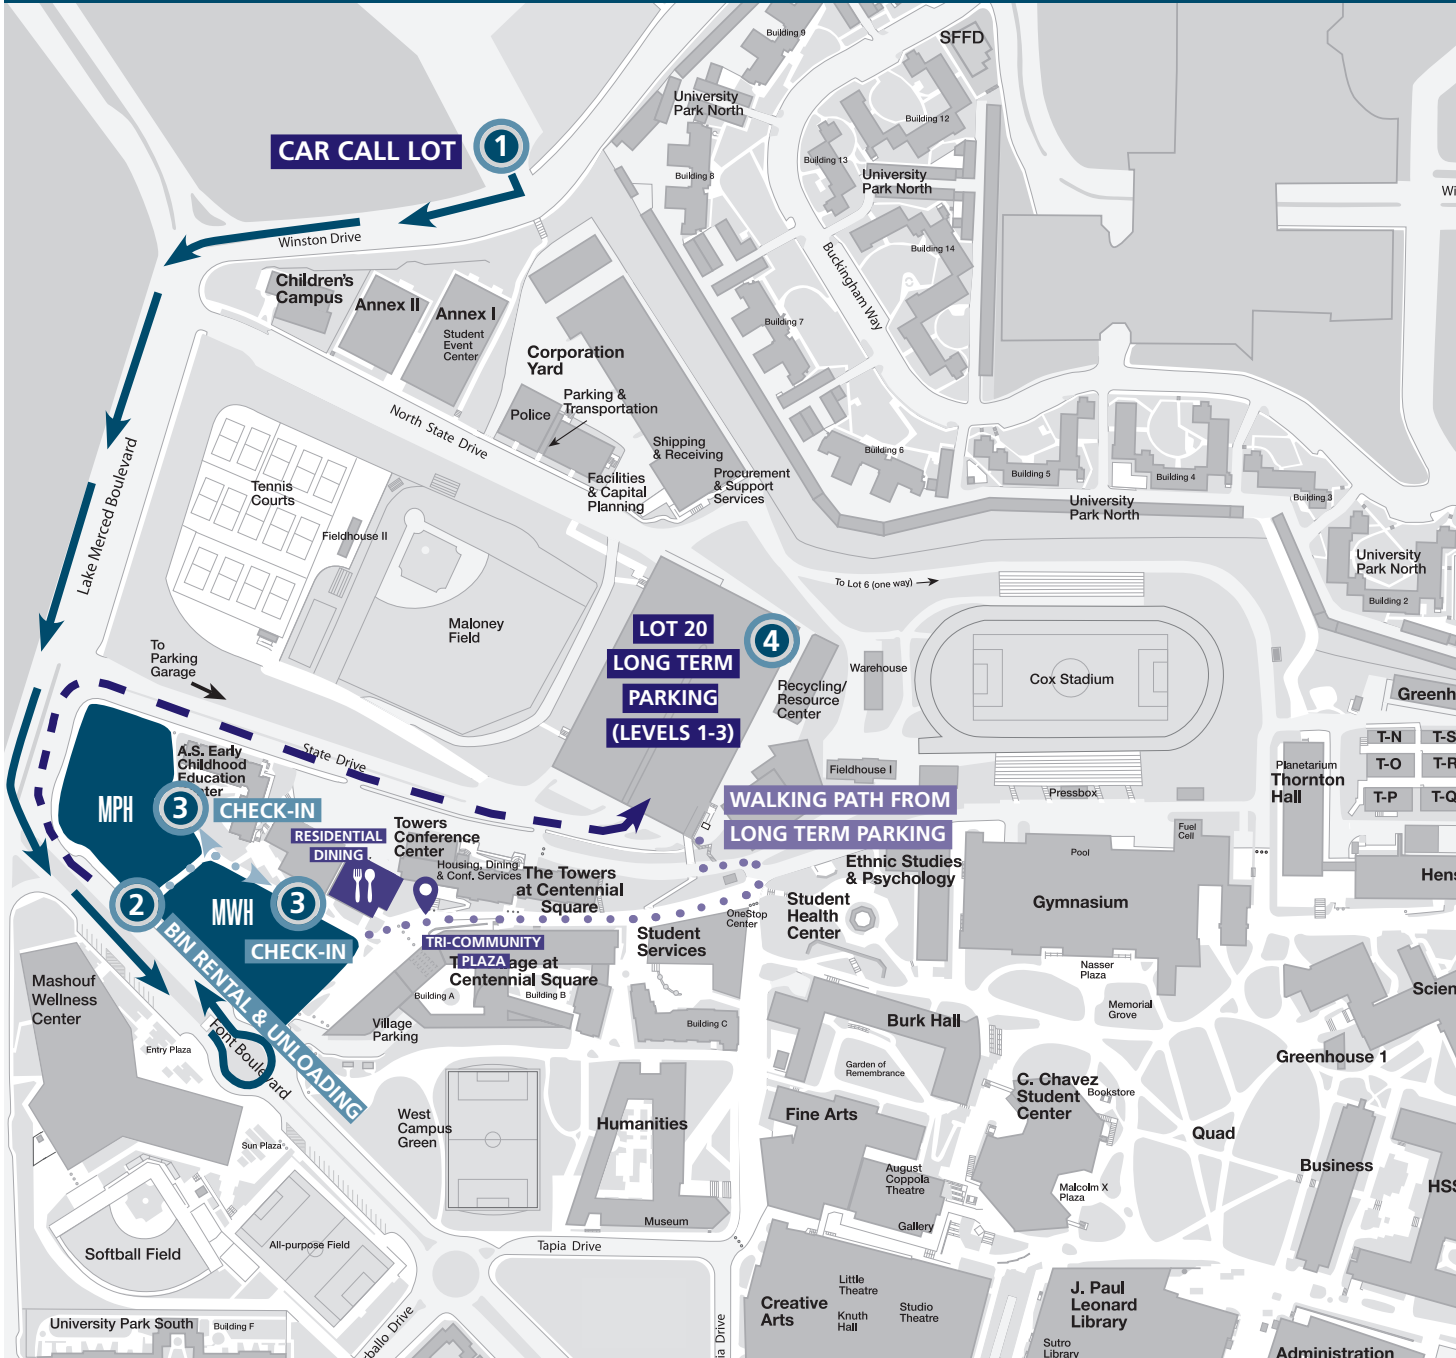 Building 9
SFFD
University
Park North
Building 12
CAR CALL LOT
1
Building 13
Building 8
University
Park North
Winston Drive
Building 14
Buckingham Way
Children's
Campus
Annex II
Annex I
Student
Event
Center
Building 7
Corporation
Yard
Parking &
Transportation
Police
North State Drive
Shipping
& Receiving
Building 6
Facilities
& Capital
Planning
Procurement
& Support
Services
Building 5
Building 4
Building 3
University
Park North
Lake Merced Boulevard
Tennis
Courts
Fieldhouse II
University
Park North
Building 2
To Lot 6 (one way)
Maloney
Field
LOT 20
LONG TERM
PARKING
(LEVELS 1-3)
4
To
Parking
Garage
Warehouse
Recycling/
Resource
Center
Cox Stadium
State Drive
T-N
T-O
T-P
A.S. Early
Childhood
Education
MPH
3
CHECK-IN
Fieldhouse I
Pressbox
Planetarium
Thornton
Hall
WALKING PATH FROM
LONG TERM PARKING
RESIDENTIAL
DINING
Towers
Conference
Center
Housing, Dining
& Conf. Services
The Towers
at Centennial
Square
Ethnic Studies
& Psychology
Fuel
Cell
Pool
Gymnasium
2
MWH
3
CHECK-IN
BIN RENTAL & UNLOADING
OneStop
Center
Student
Health
Center
Student
Services
TRI-COMMUNITY
PLAZA
age at
Centennial Square
Building A
Building B
Nasser
Plaza
Mashouf
Wellness
Center
Village
Parking
Building C
Memorial
Grove
Burk Hall
Entry Plaza
Font Boulevard
Garden of
Remembrance
Greenhouse 1
C. Chavez
Student
Center
Bookstore
West
Campus
Green
Humanities
Fine Arts
Quad
Sun Plaza
August
Coppola
Theatre
Malcolm X
Plaza
Business
Museum
Gallery
Softball Field
All-purpose Field
Tapia Drive
Little
Theatre
Creative
Arts
Knuth
Hall
Studio
Theatre
J. Paul
Leonard
Library
Sutro
Library
University Park South
Building F
Administration